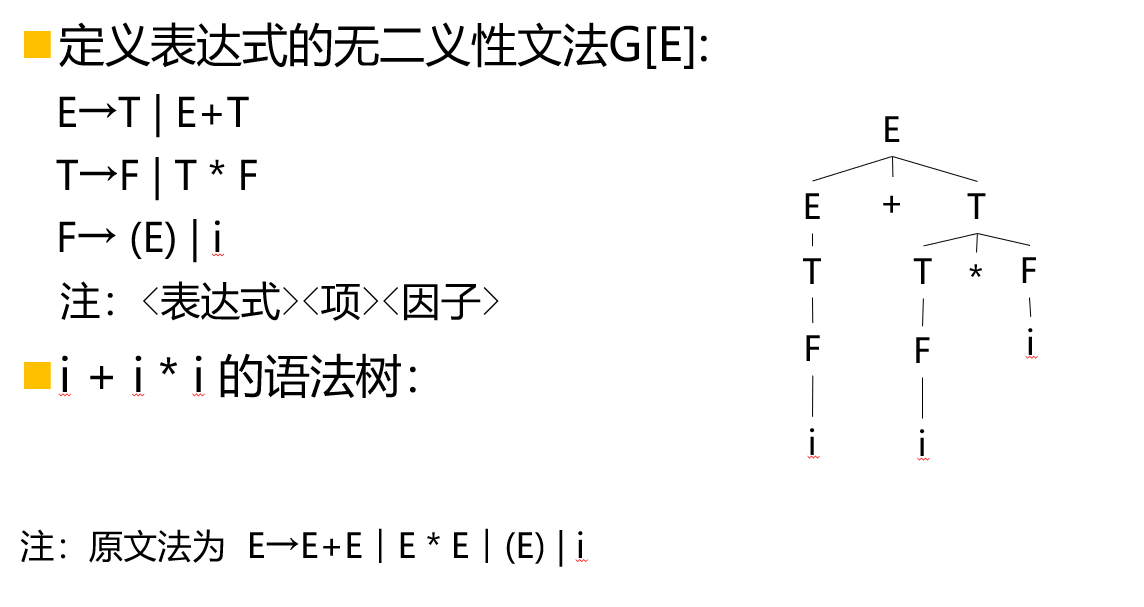 定义表达式的无二义性文法G[E]:
E→T | E+T
T→F | T * F
F→ (E) | i
注：〈表达式〉〈项〉〈因子〉
i + i * i 的语法树：
E
E + T
T T * F
F F i
i i
注：原文法为 E→E+E | E * E | (E) | i